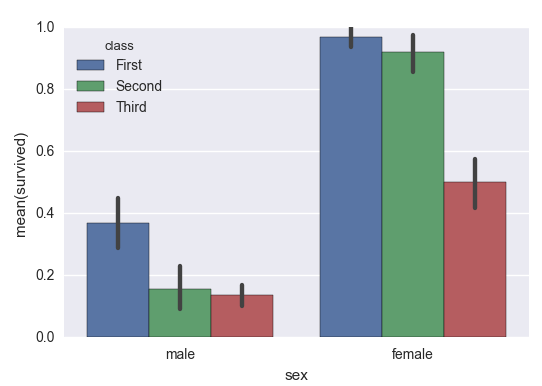 class
First
Second
Third
mean(survived)
1.0
0.8
0.6
0.4
0.2
0.0
male
female
sex